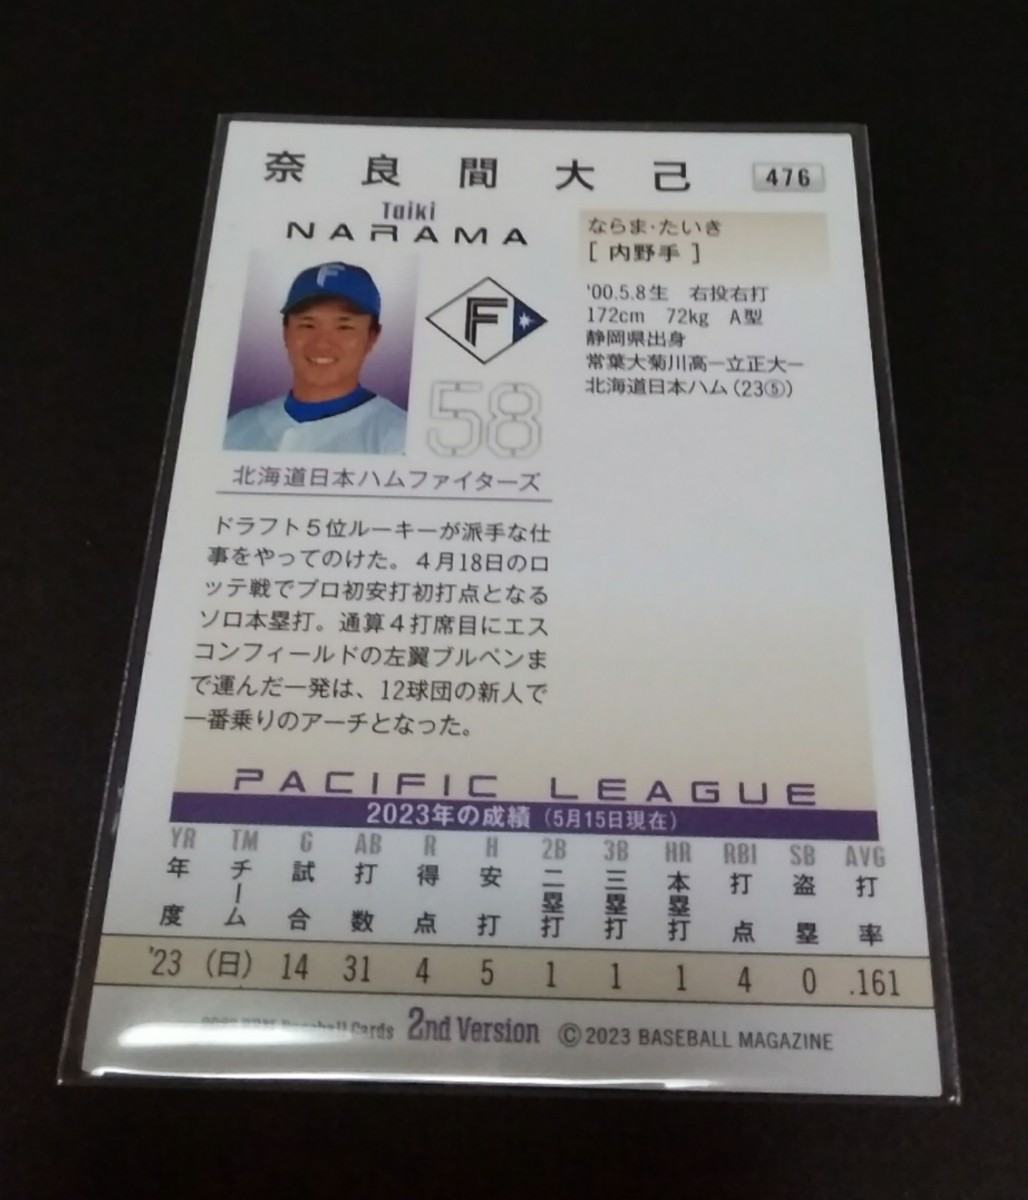 奈良間大己
476
Taiki
NARAMA
ならま・たいき
[ 内野手 ]
'00.5.8生 右投右打
172cm 72kg A型
静岡県出身
常葉大菊川高ー立正大ー
北海道日本ハム（23⑤）
F
F
58
北海道日本ハムファイターズ
ドラフト５位ルーキーが派手な仕
事をやってのけた。４月18日のロ
ッテ戦でプロ初安打初打点となる
ソロ本塁打。通算４打席目にエス
コンフィールドの左翼ブルペンま
で運んだ一発は、12球団の新人で
一番乗りのアーチとなった。
PACIFIC LEAGUE
2023年の成績（5月15日現在）
YR TM G AB R H 2B 3B HR RBI SB AVG
年度 チーム 試合 打数 得点 安打 二塁打 三塁打 本塁打 打点 盗塁 打率
'23 （日） 14 31 4 5 1 1 1 4 0 .161
Baseball Cards 2nd Version ©2023 BASEBALL MAGAZINE